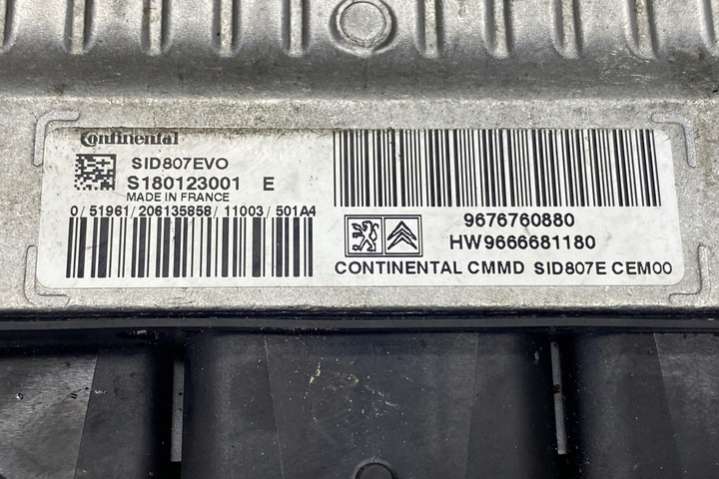 Continental
SID807EVO
S180123001 E
MADE IN FRANCE
0/51961/206135858/11003/501A4
9676760880
HW9666681180
CONTINENTAL CMMD SID807E CEM00